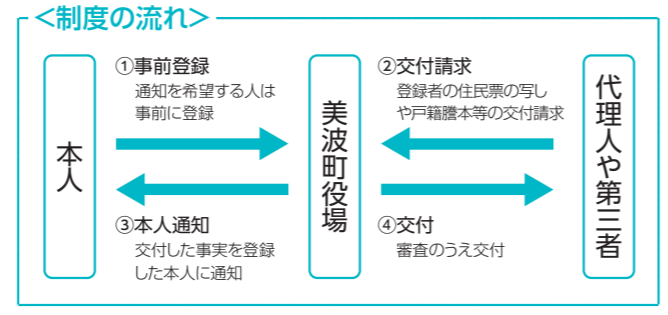 ＜制度の流れ＞
本人
①事前登録
通知を希望する人は
事前に登録
美波町役場
②交付請求
登録者の住民票の写し
や戸籍謄本等の交付請求
代理人や第三者
③本人通知
交付した事実を登録
した本人に通知
④交付
審査のうえ交付